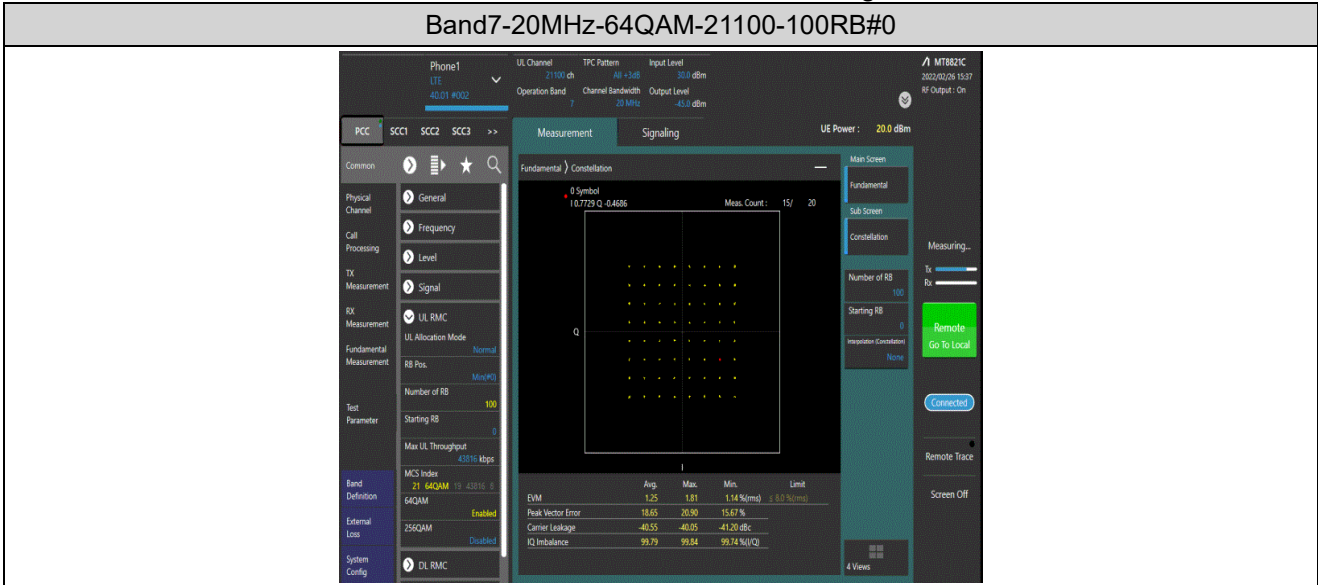 Band7-20MHz-64QAM-21100-100RB#0
Phone1
LTE
40.01 #002
UL Channel TPC Pattern Input Level
21100 ch All +3dB 30.0 dBm
Operation Band Channel Bandwidth Output Level
7 20 MHz -45.0 dBm
MT8821C
2022/02/26 15:37
RF Output : On
PCC SCC1 SCC2 SCC3 >>
Measurement Signaling
UE Power : 20.0 dBm
Common
Physical Channel
Call Processing
TX Measurement
RX Measurement
Fundamental Measurement
Test Parameter
Band Definition
External Loss
System Config
General
Frequency
Level
Signal
UL RMC
UL Allocation Mode
Normal
RB Pos.
Min(#0)
Number of RB
100
Starting RB
0
Max UL Throughput
43816 kbps
MCS Index
21 64QAM 19 43816 8
64QAM
Enabled
256QAM
Disabled
DL RMC
Fundamental Constellation
0 Symbol
I 0.7729 Q -0.4686 Meas. Count : 15/ 20
Q
I
Avg. Max. Min. Limit
EVM 1.25 1.81 1.14 %(rms) ≤ 8.0 %(rms)
Peak Vector Error 18.65 20.90 15.67 %
Carrier Leakage -40.55 -40.05 -41.20 dBc
IQ Imbalance 99.79 99.84 99.74 %(I/Q)
Main Screen
Fundamental
Sub Screen
Constellation
Number of RB
100
Starting RB
0
Interpolation (Constellation)
None
4 Views
Measuring...
Tx
Rx
Remote
Go To Local
Connected
Remote Trace
Screen Off